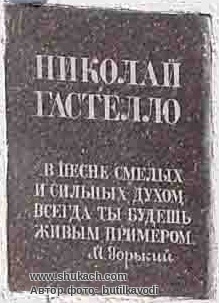 НИКОЛАЙ
ГАСТЕЛЛО
В ПЕСНЕ СМЕЛЫХ
И СИЛЬНЫХ ДУХОМ
ВСЕГДА ТЫ БУДЕШЬ
ЖИВЫМ ПРИМЕРОМ
М. Горький
www.shukach.com
Автор фото: butilkavodi